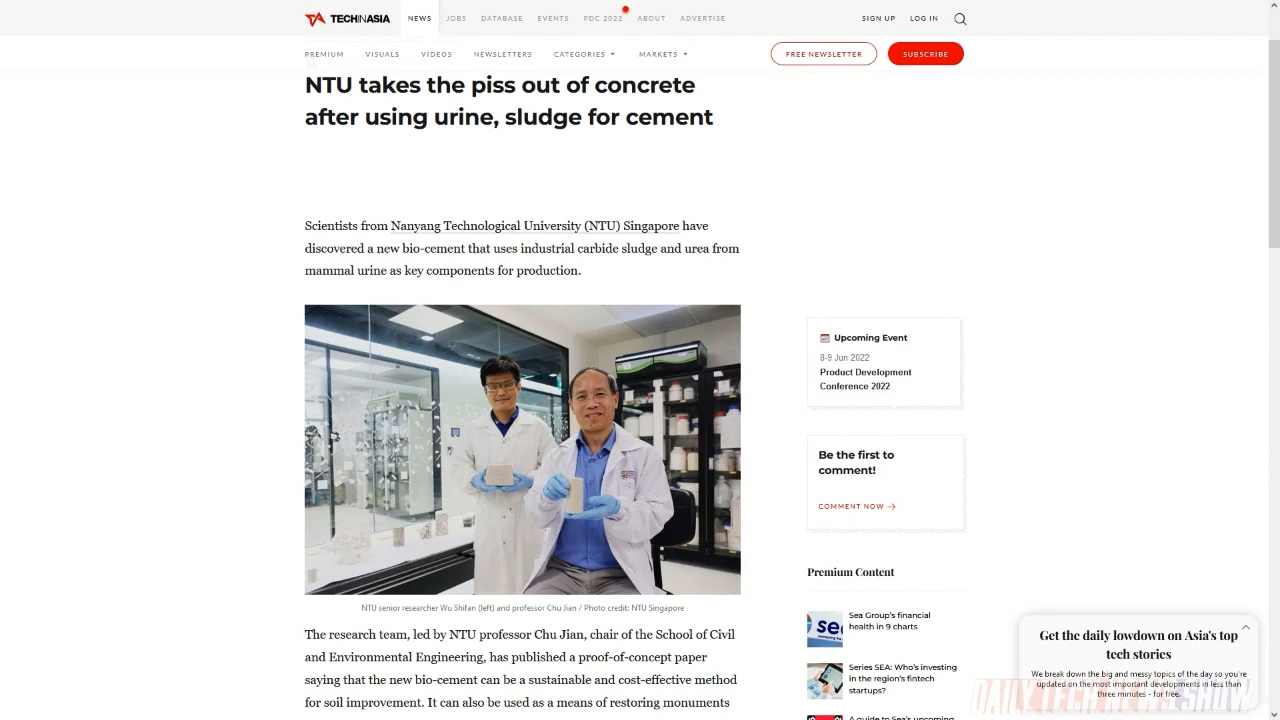 TECHINASIA NEWS JOBS DATABASE EVENTS PDC 2022 ABOUT ADVERTISE SIGN UP LOG IN
PREMIUM VISUALS VIDEOS NEWSLETTERS CATEGORIES MARKETS FREE NEWSLETTER SUBSCRIBE
NTU takes the piss out of concrete
after using urine, sludge for cement
Scientists from Nanyang Technological University (NTU) Singapore have
discovered a new bio-cement that uses industrial carbide sludge and urea from
mammal urine as key components for production.
NTU senior researcher Wu Shifan (left) and professor Chu Jian / Photo credit: NTU Singapore
The research team, led by NTU professor Chu Jian, chair of the School of Civil
and Environmental Engineering, has published a proof-of-concept paper
saying that the new bio-cement can be a sustainable and cost-effective method
for soil improvement. It can also be used as a means of restoring monuments
Upcoming Event
8-9 Jun 2022
Product Development
Conference 2022
Be the first to
comment!
COMMENT NOW
Premium Content
Sea Group's financial
health in 9 charts
Series SEA: Who's investing
in the region's fintech
startups?
A guide to Sea's upcoming
Get the daily lowdown on Asia's top
tech stories
We break down the big and messy topics of the day so you're
updated on the most important developments in less than
three minutes - for free.
DAILY TECH NEWS SHOW